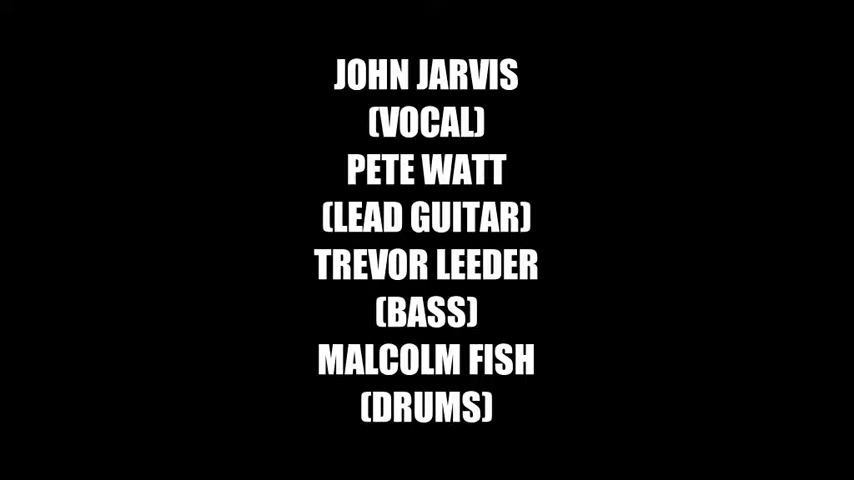 JOHN JARVIS
(VOCAL)
PETE WATT
(LEAD GUITAR)
TREVOR LEEDER
(BASS)
MALCOLM FISH
(DRUMS)